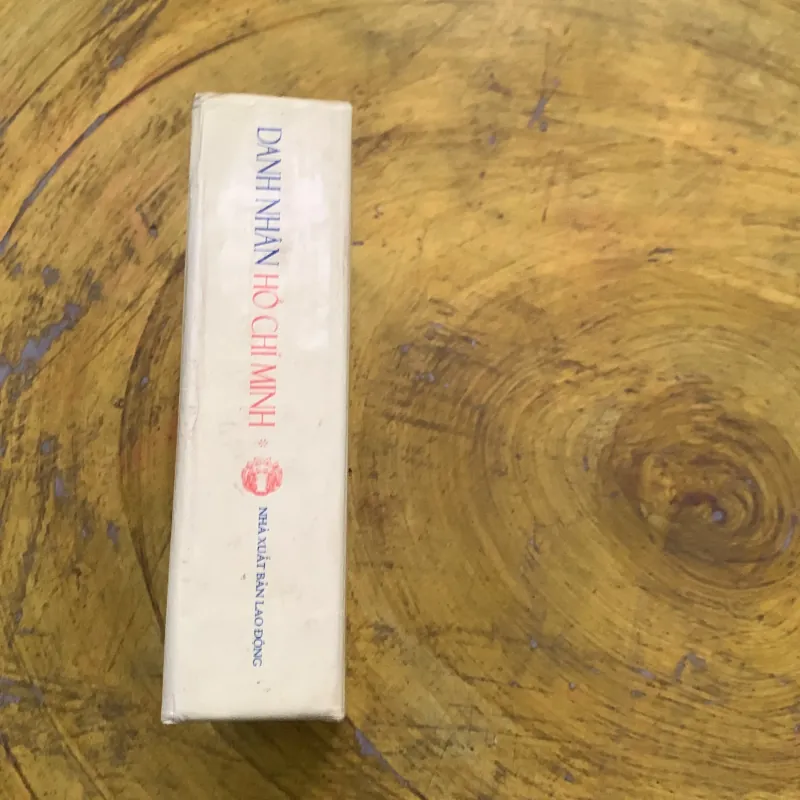 DANH NHÂN HỒ CHÍ MINH *
NHÀ XUẤT BẢN LAO ĐỘNG